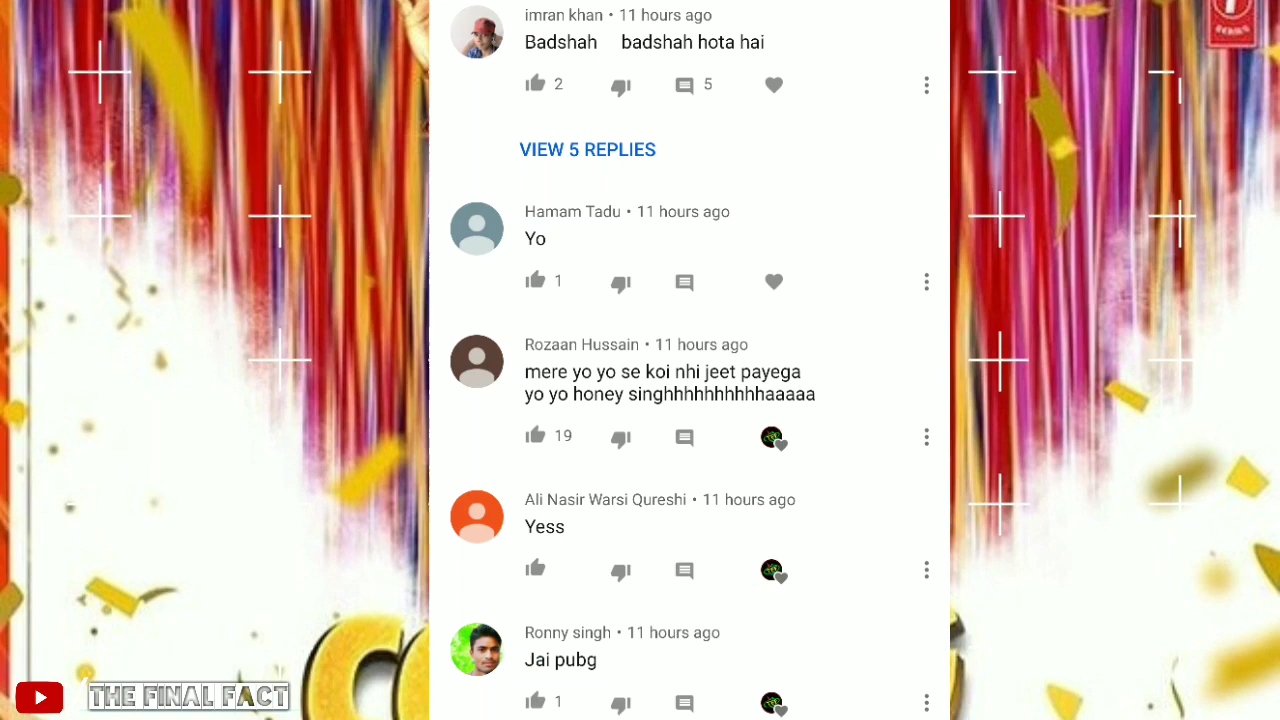 imran khan • 11 hours ago
Badshah badshah hota hai
2 5
VIEW 5 REPLIES
Hamam Tadu • 11 hours ago
Yo
1
Rozaan Hussain • 11 hours ago
mere yo yo se koi nhi jeet payega
yo yo honey singhhhhhhhhhhaaaaa
19
Ali Nasir Warsi Qureshi • 11 hours ago
Yess
Ronny singh • 11 hours ago
Jai pubg
1
THE FINAL FACT
SERIES